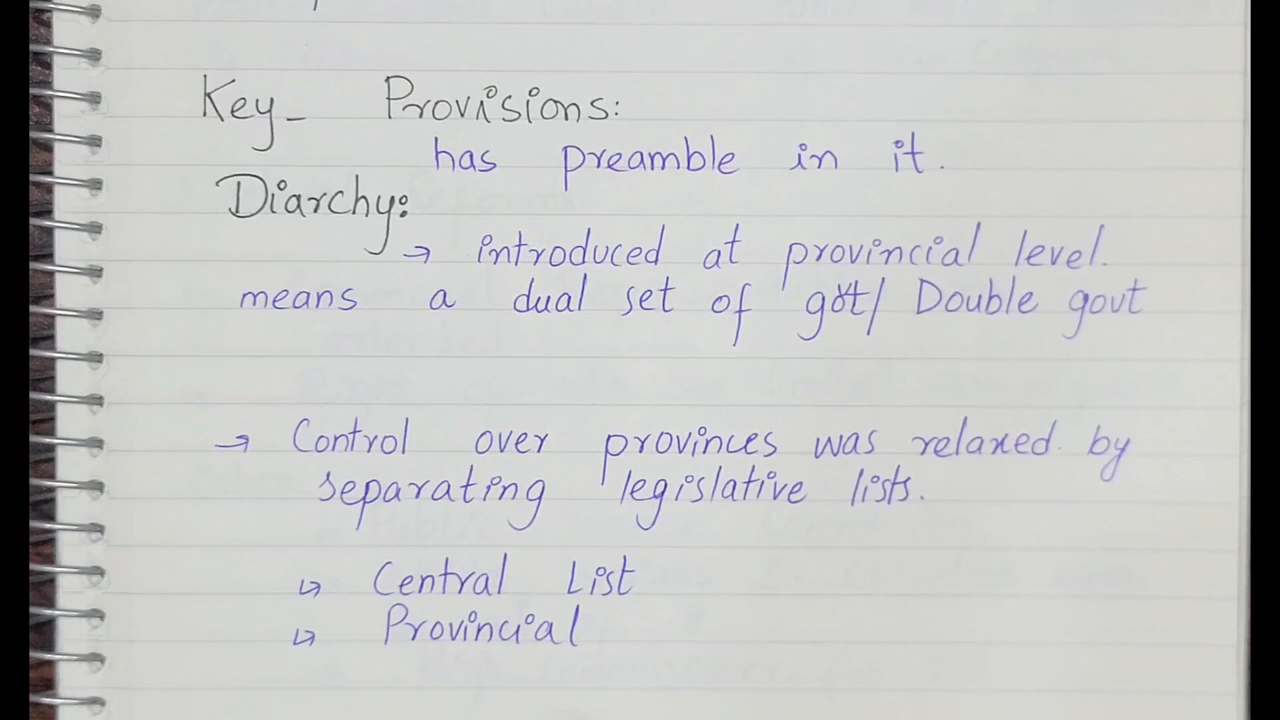 Key- Provisions:
has preamble in it.
Diarchy:
→ introduced at provincial level.
means a dual set of govt/ Double govt
→ Control over provinces was relaxed by
separating legislative lists.
↳ Central List
↳ Provincial